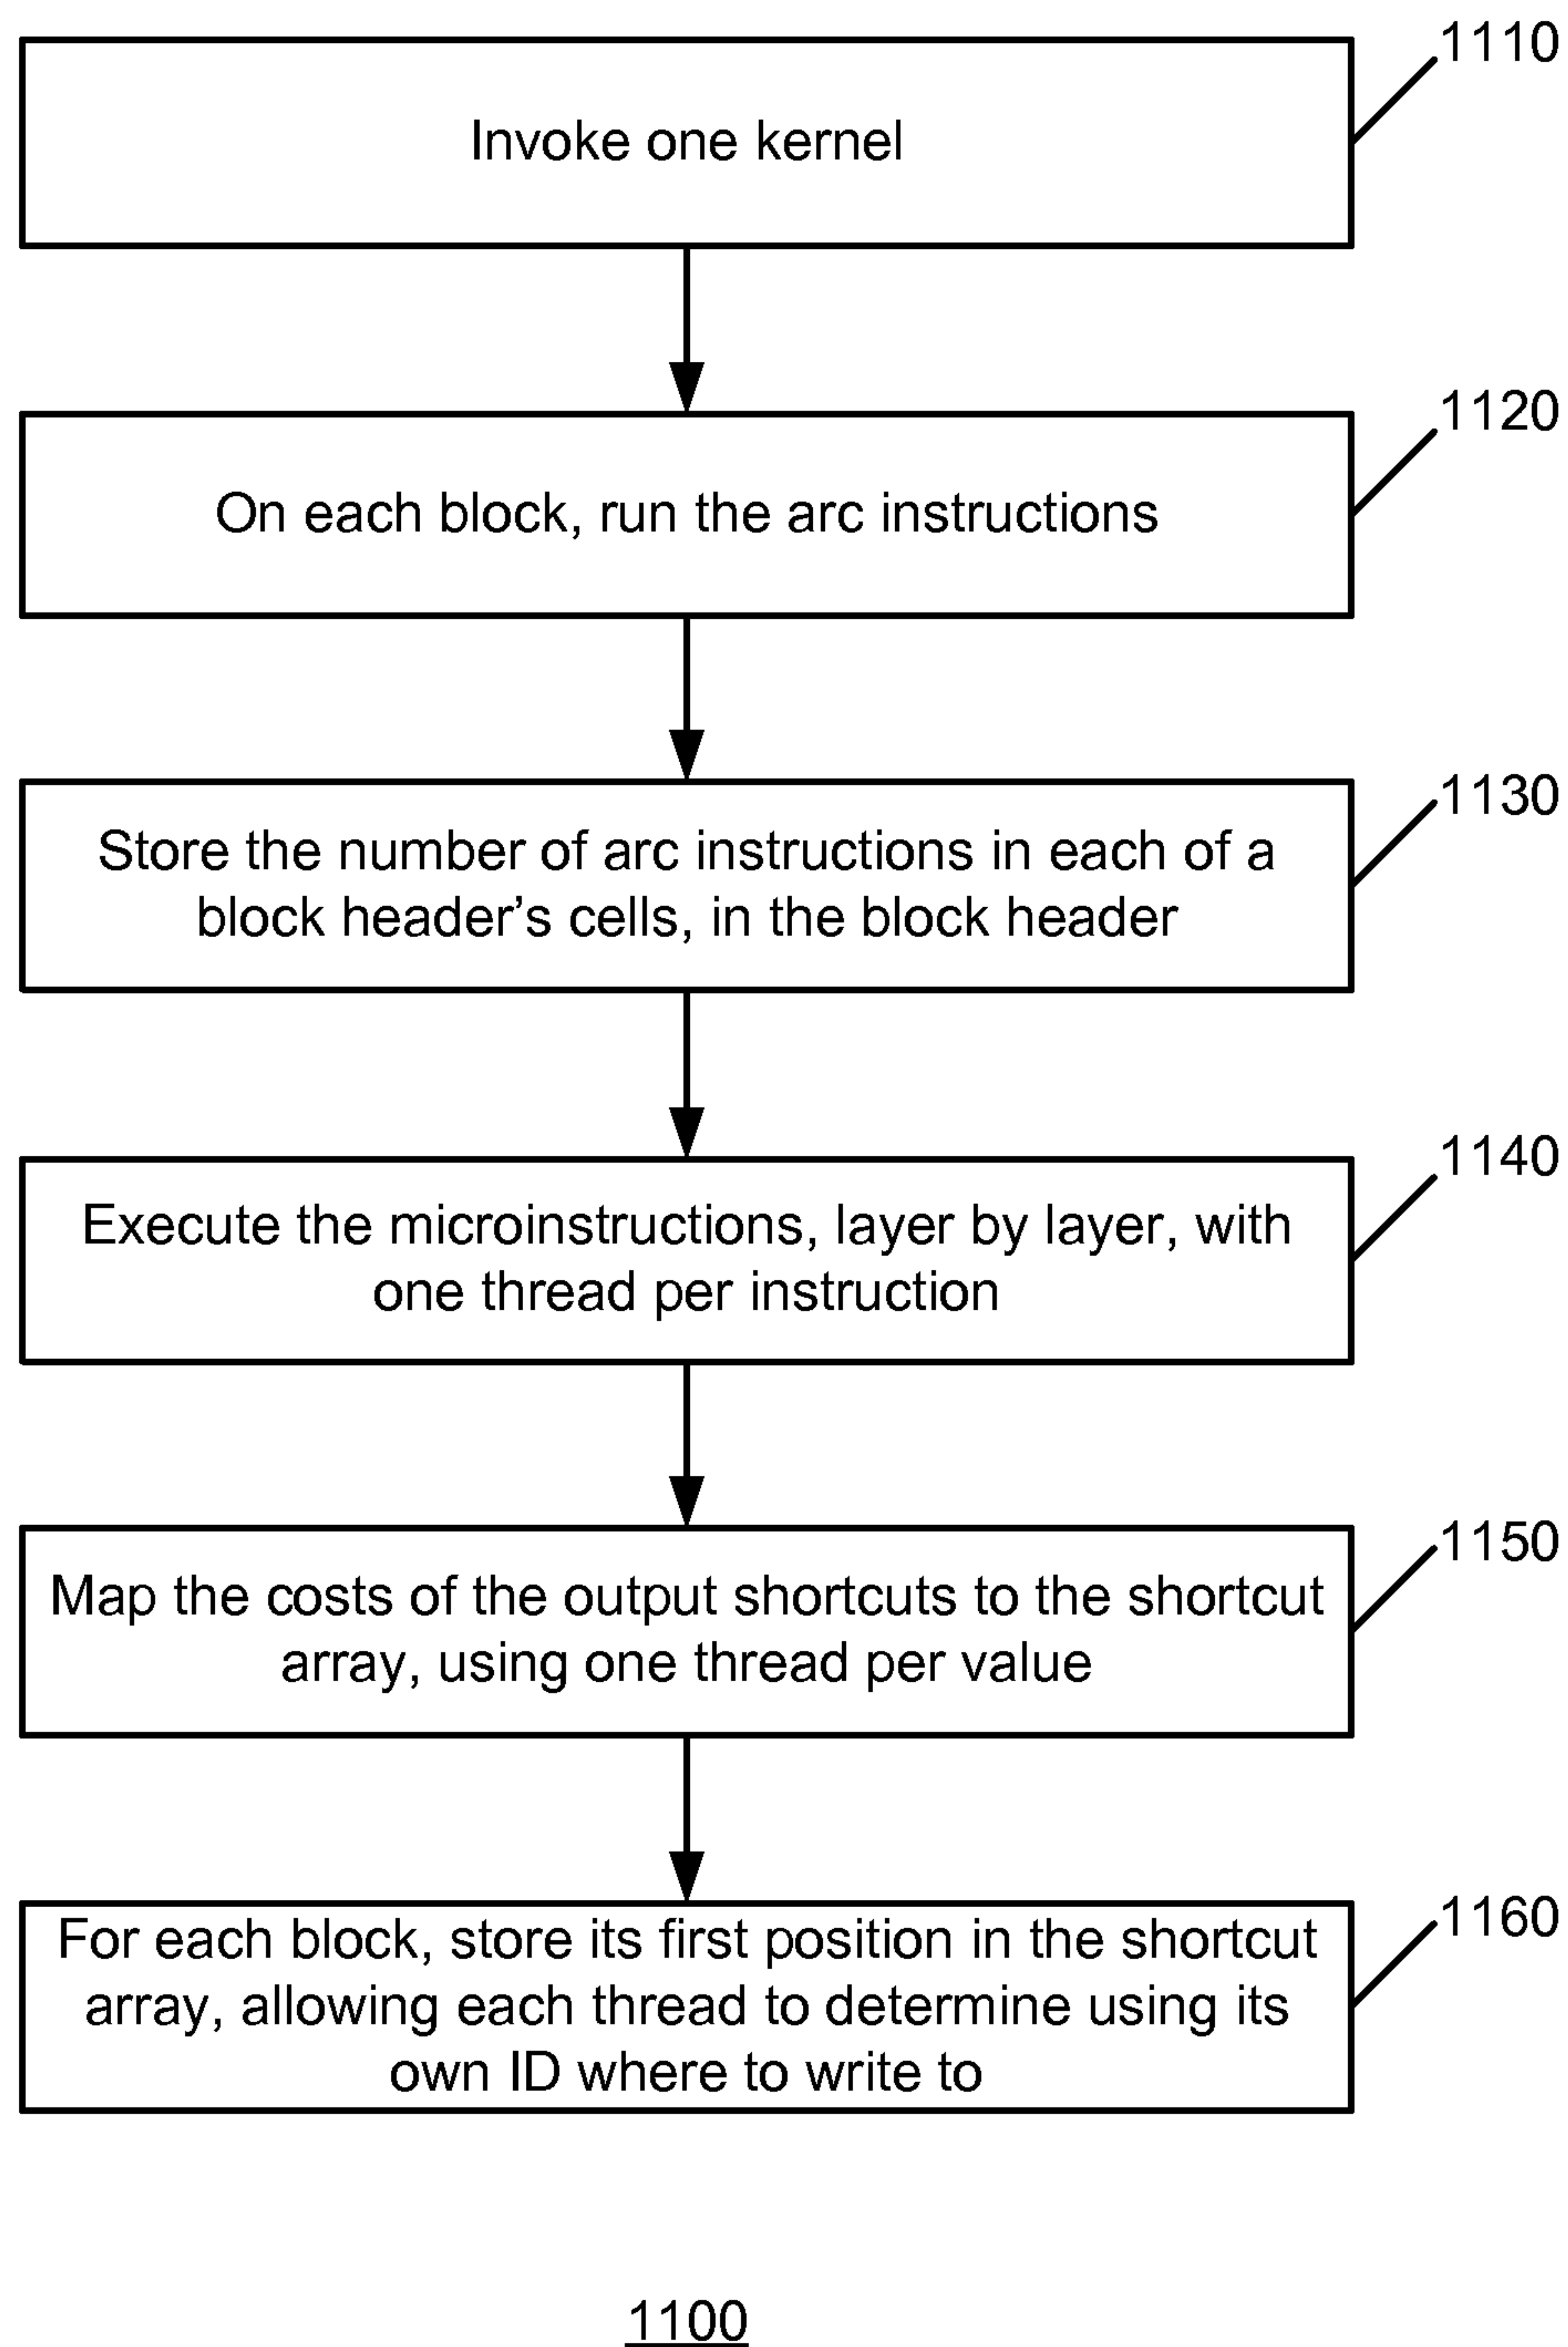 1110
Invoke one kernel
1120
On each block, run the arc instructions
1130
Store the number of arc instructions in each of a
block header's cells, in the block header
1140
Execute the microinstructions, layer by layer, with
one thread per instruction
1150
Map the costs of the output shortcuts to the shortcut
array, using one thread per value
1160
For each block, store its first position in the shortcut
array, allowing each thread to determine using its
own ID where to write to
1100